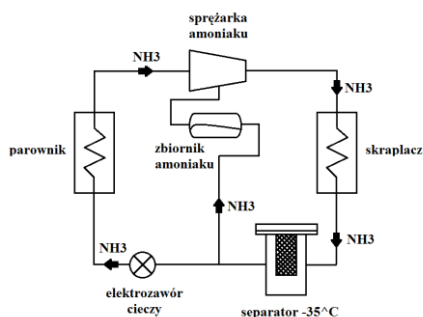 sprężarka
amoniaku
NH3
NH3
parownik
zbiornik
amoniaku
skraplacz
NH3
NH3
NH3
elektrozawór
cieczy
separator -35^C